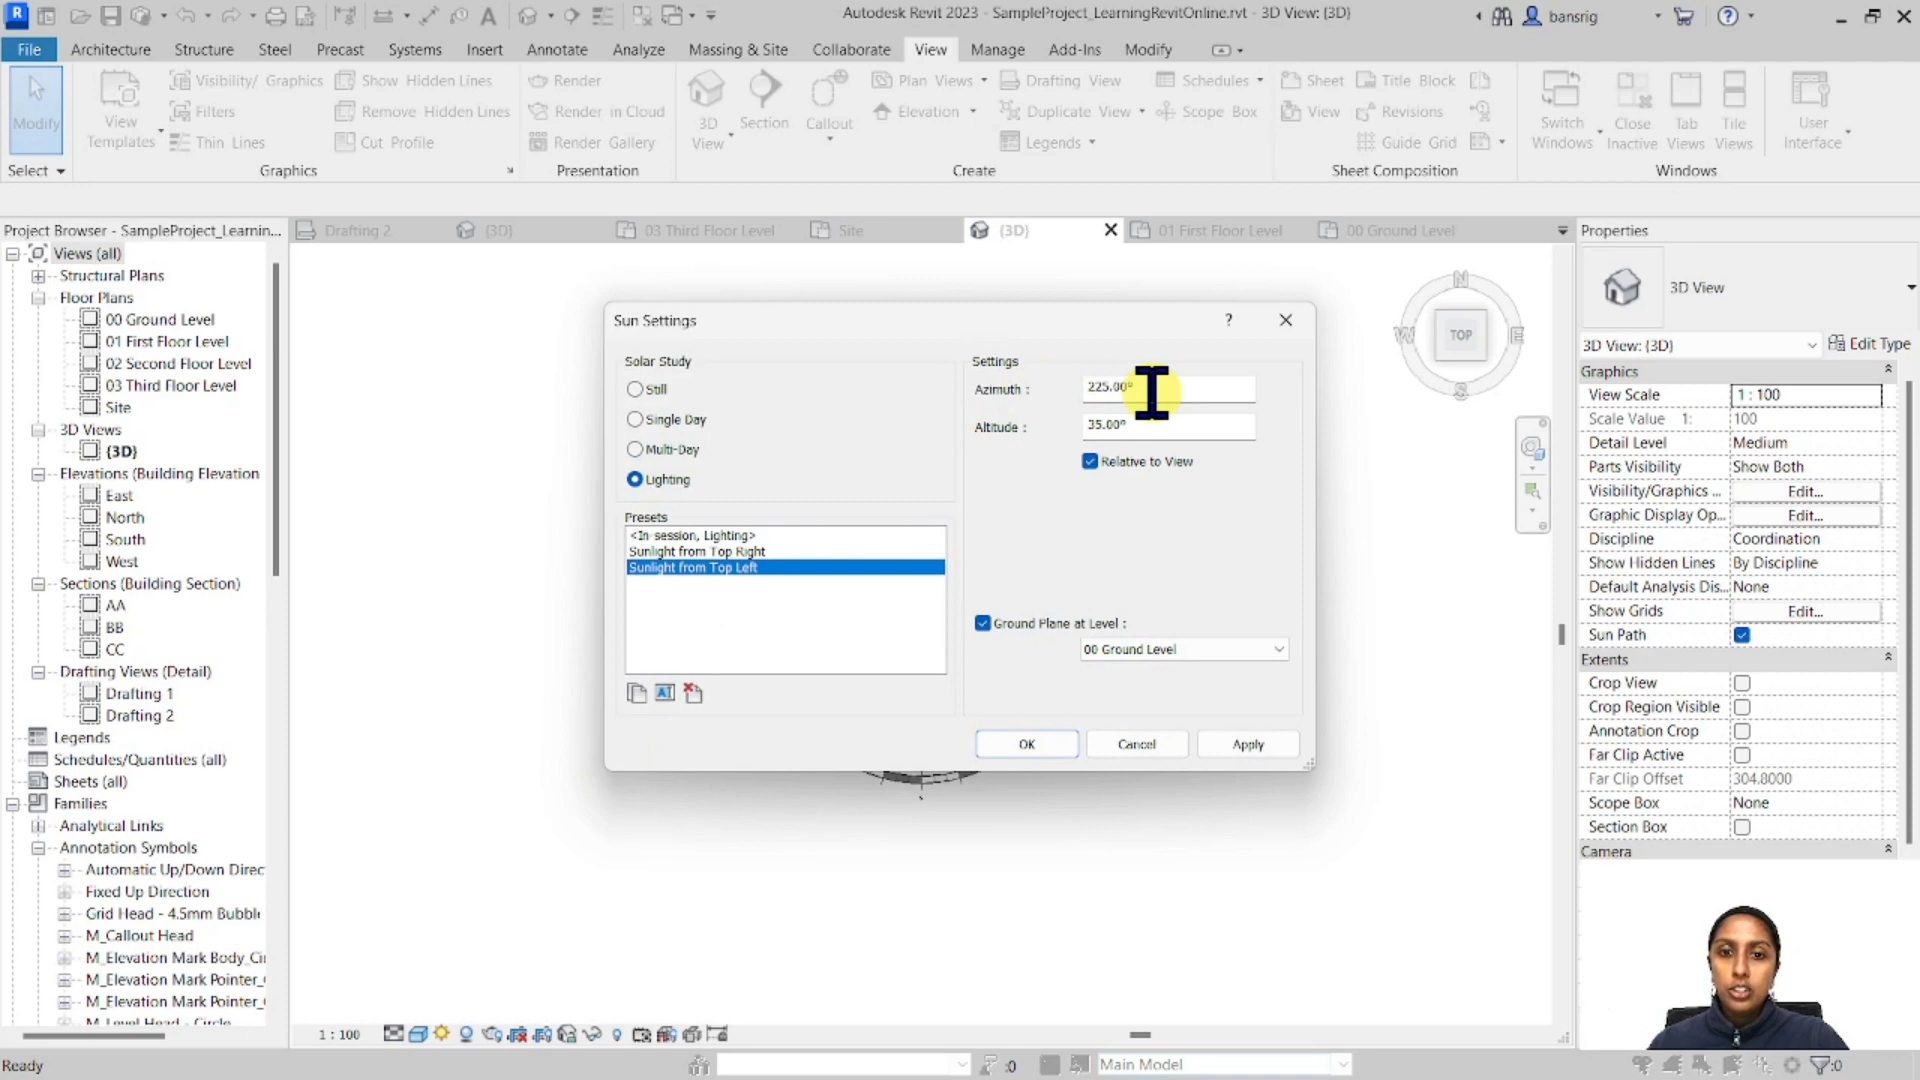 Autodesk Revit 2023 - SampleProject_LearningRevitOnline.rvt - 3D View: {3D}
bansrig
File
Architecture
Structure
Steel
Precast
Systems
Insert
Annotate
Analyze
Massing & Site
Collaborate
View
Manage
Add-Ins
Modify
Modify
View Templates
Visibility/ Graphics
Filters
Thin Lines
Show Hidden Lines
Remove Hidden Lines
Cut Profile
Render
Render in Cloud
Render Gallery
3D View
Section
Callout
Plan Views
Elevation
Drafting View
Duplicate View
Legends
Schedules
Scope Box
Sheet
View
Title Block
Revisions
Guide Grid
Switch Windows
Close Inactive
Tab Views
Tile Views
User Interface
Select
Graphics
Presentation
Create
Sheet Composition
Windows
Project Browser - SampleProject_Learnin...
Drafting 2
{3D}
03 Third Floor Level
Site
{3D}
01 First Floor Level
00 Ground Level
Properties
Views (all)
Structural Plans
Floor Plans
00 Ground Level
01 First Floor Level
02 Second Floor Level
03 Third Floor Level
Site
3D Views
{3D}
Elevations (Building Elevation
East
North
South
West
Sections (Building Section)
AA
BB
CC
Drafting Views (Detail)
Drafting 1
Drafting 2
Legends
Schedules/Quantities (all)
Sheets (all)
Families
Analytical Links
Annotation Symbols
Automatic Up/Down Direc
Fixed Up Direction
Grid Head - 4.5mm Bubbl
M_Callout Head
M_Elevation Mark Body_Ci
M_Elevation Mark Pointer_
M_Elevation Mark Pointer_
M_Level Head - Circle
Sun Settings
?
Solar Study
Still
Single Day
Multi-Day
Lighting
Presets
<In-session, Lighting>
Sunlight from Top Right
Sunlight from Top Left
Settings
Azimuth :
225.00°
Altitude :
35.00°
Relative to View
Ground Plane at Level :
00 Ground Level
OK
Cancel
Apply
N
W
TOP
E
S
3D View
3D View: {3D}
Edit Type
Graphics
View Scale
1 : 100
Scale Value 1:
100
Detail Level
Medium
Parts Visibility
Show Both
Visibility/Graphics ...
Edit...
Graphic Display Op...
Edit...
Discipline
Coordination
Show Hidden Lines
By Discipline
Default Analysis Dis...
None
Show Grids
Edit...
Sun Path
Extents
Crop View
Crop Region Visible
Annotation Crop
Far Clip Active
Far Clip Offset
304.8000
Scope Box
None
Section Box
Camera
1 : 100
Ready
:0
Main Model
:0